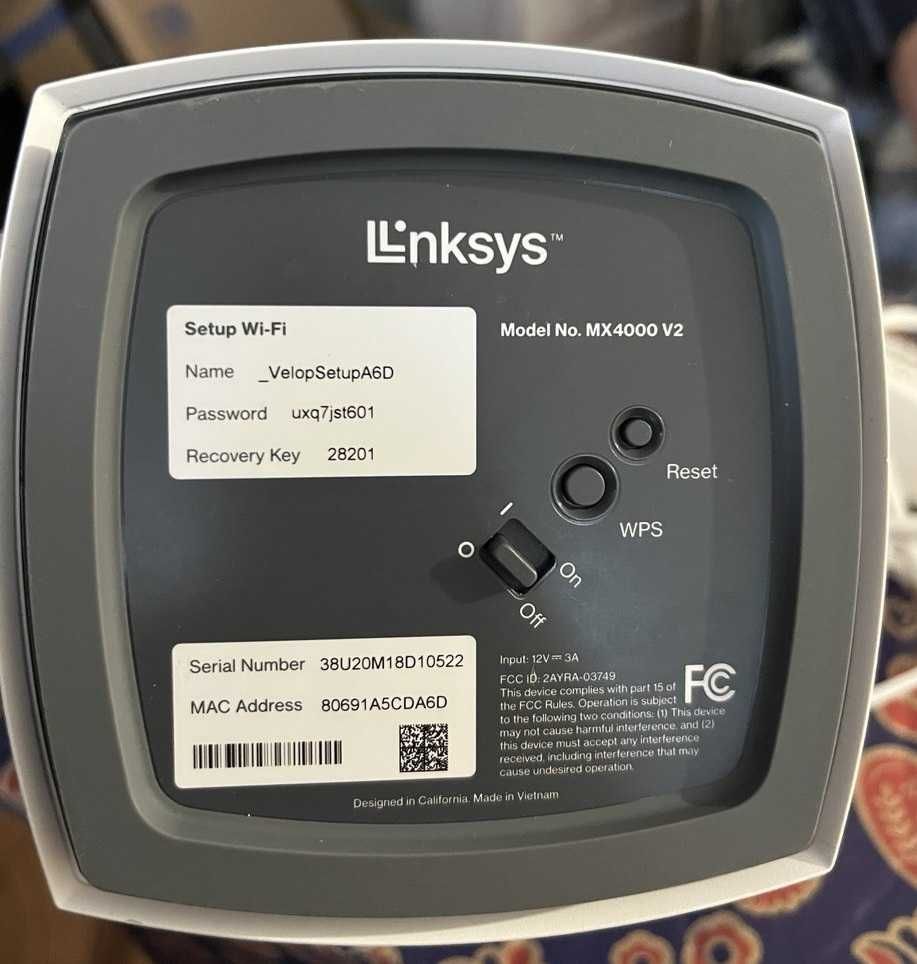 Linksys™
Setup Wi-Fi
Name _VelopSetupA6D
Password uxq7jst601
Recovery Key 28201
Model No. MX4000 V2
Reset
WPS
I
O
On
Off
Serial Number 38U20M18D10522
MAC Address 80691A5CDA6D
Input: 12V⎓3A
FCC ID: 2AYRA-03749
This device complies with part 15 of
the FCC Rules. Operation is subject
to the following two conditions: (1) This device
may not cause harmful interference, and (2)
this device must accept any interference
received, including interference that may
cause undesired operation.
FC
Designed in California. Made in Vietnam